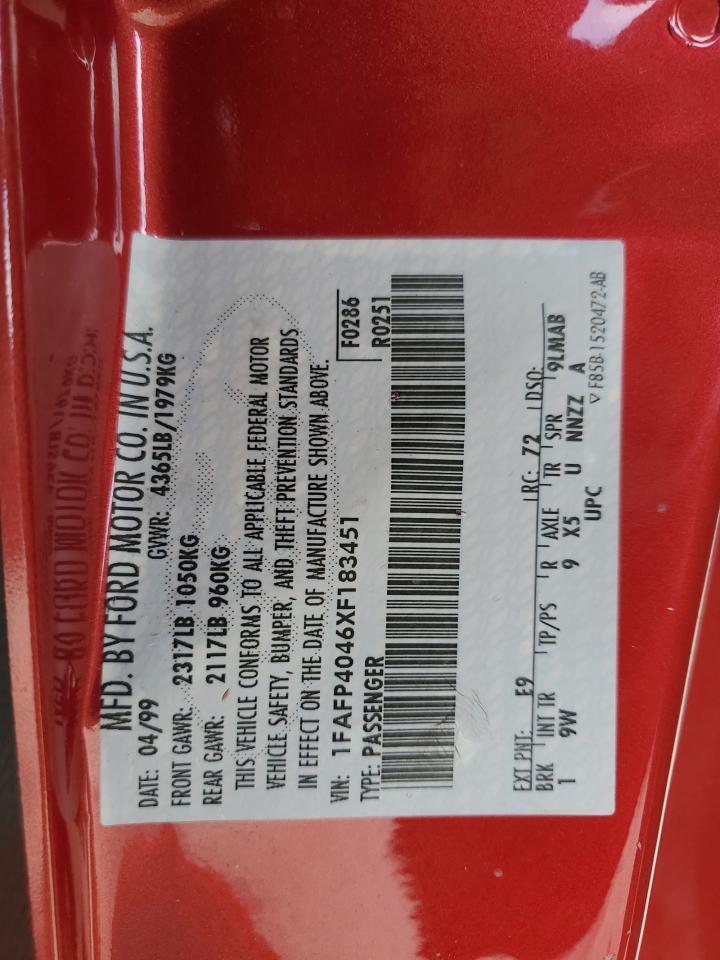 MFD. BY FORD MOTOR CO. IN U.S.A.
DATE: 04/99 GVWR: 4365LB/1979KG
FRONT GAWR: 2317LB 1050KG
REAR GAWR: 2117LB 960KG
THIS VEHICLE CONFORMS TO ALL APPLICABLE FEDERAL MOTOR
VEHICLE SAFETY, BUMPER, AND THEFT PREVENTION STANDARDS
IN EFFECT ON THE DATE OF MANUFACTURE SHOWN ABOVE.
VIN: 1FAFP4046XF183451 F0286
TYPE: PASSENGER R0251
EXT PNT: E9 RC: 72 DSO:
BRK INT TR TP/PS R AXLE TR SPR 9LMAB
1 9W 9 X5 U NNZZ A
UPC ▽ F85B-1520472-AB